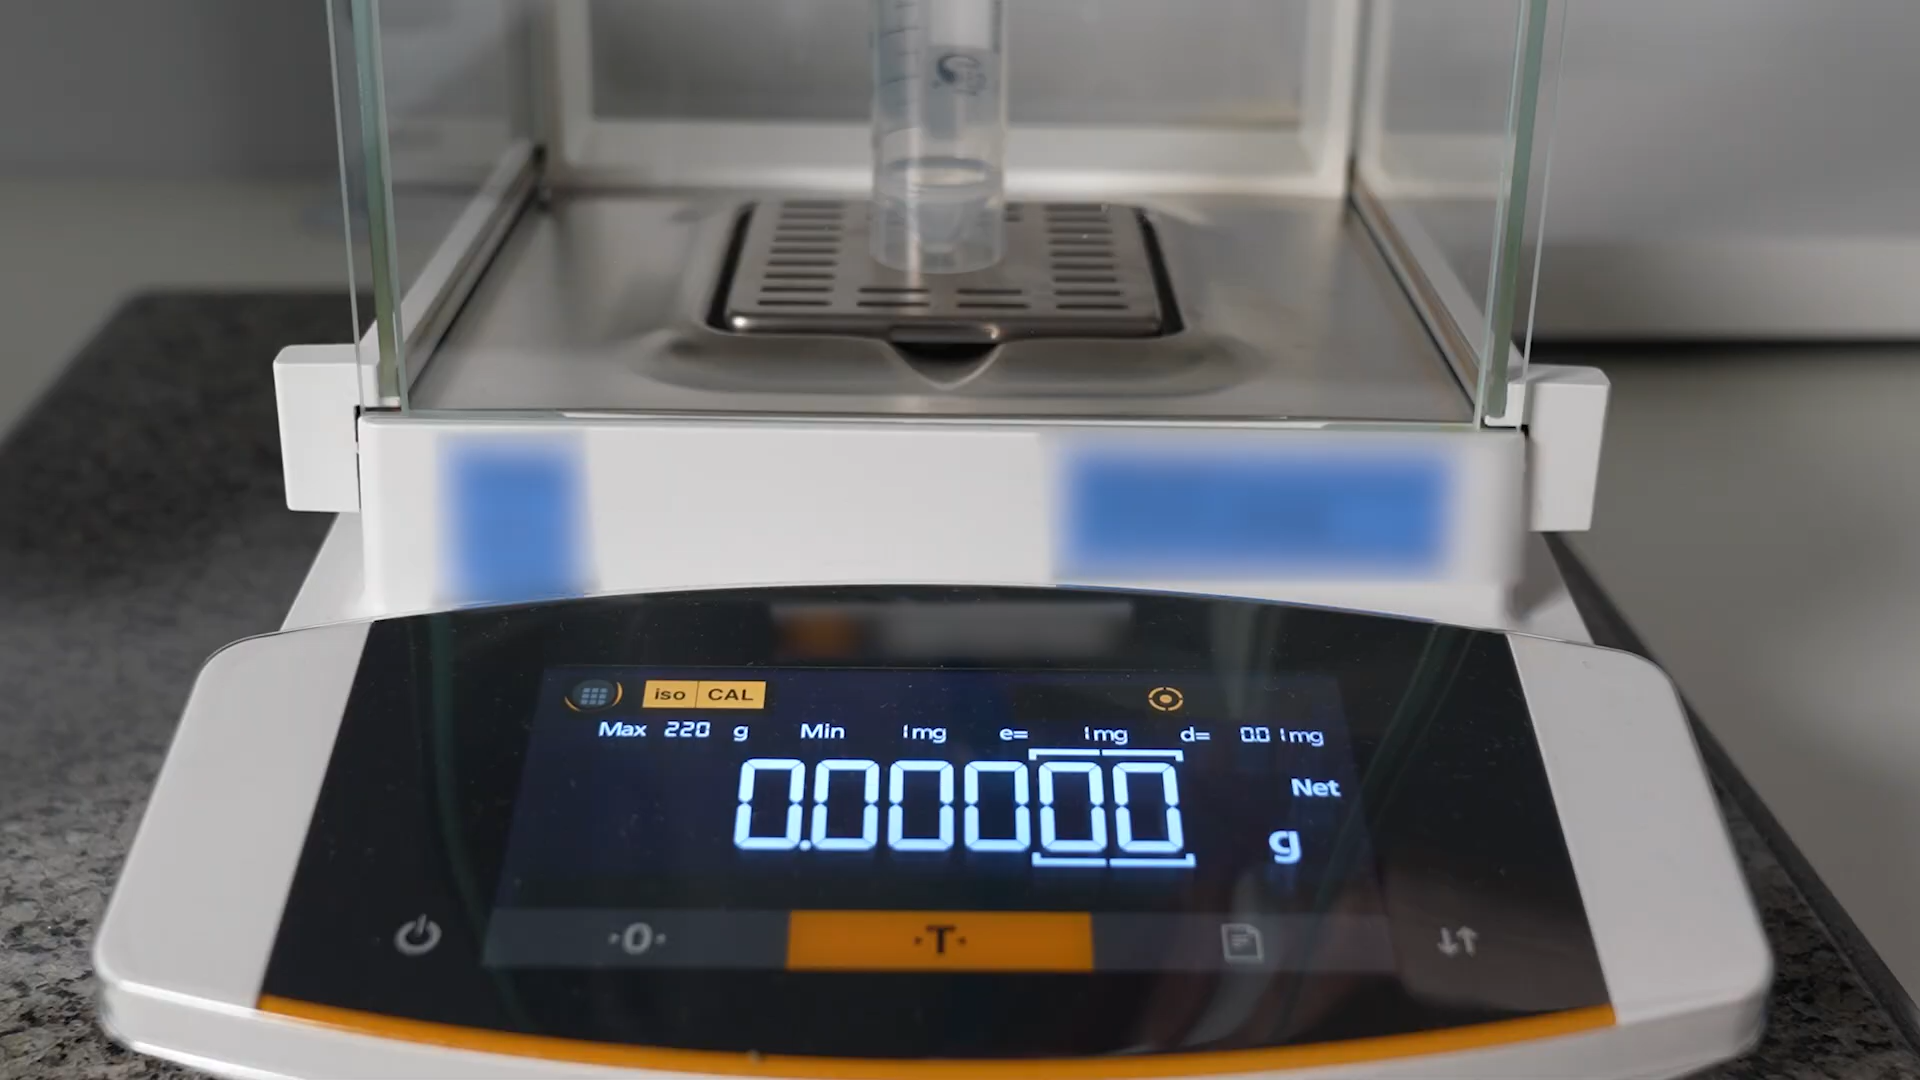 iso CAL
Max 220 g Min 1mg e= 1mg d= 0.01mg
0.00000 Net
g
·0· ·T·